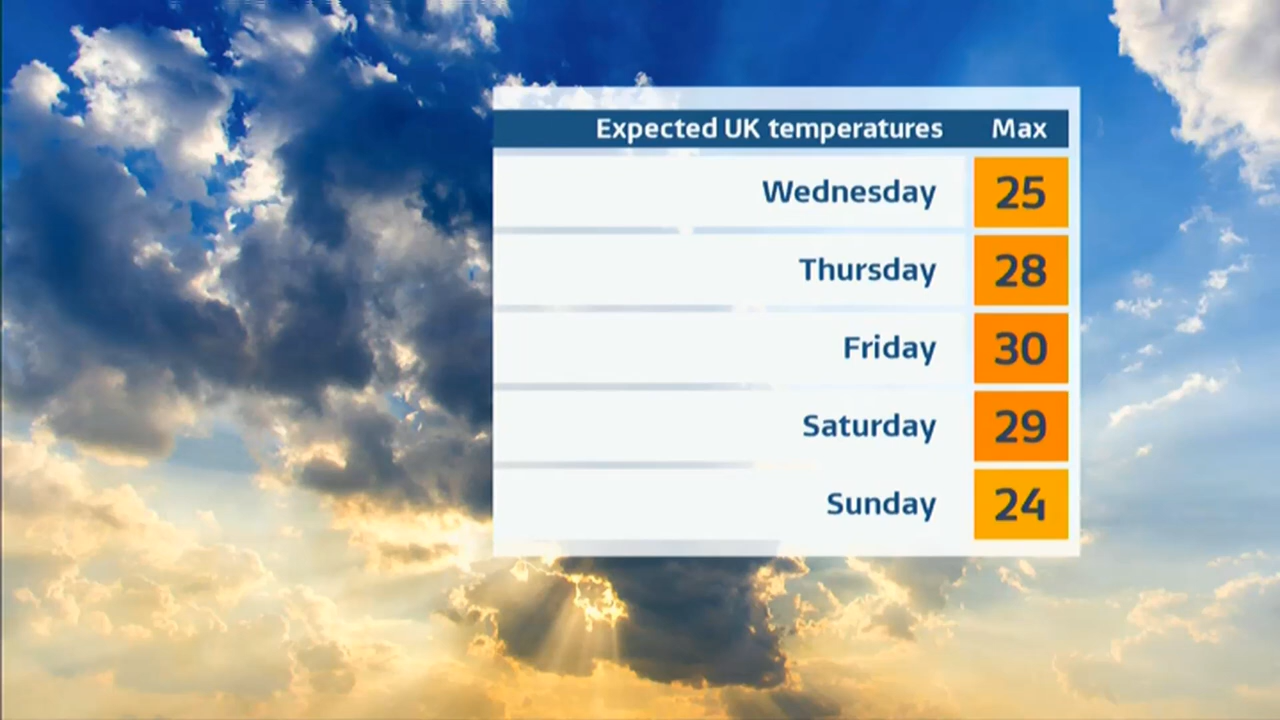 Expected UK temperatures Max
Wednesday 25
Thursday 28
Friday 30
Saturday 29
Sunday 24